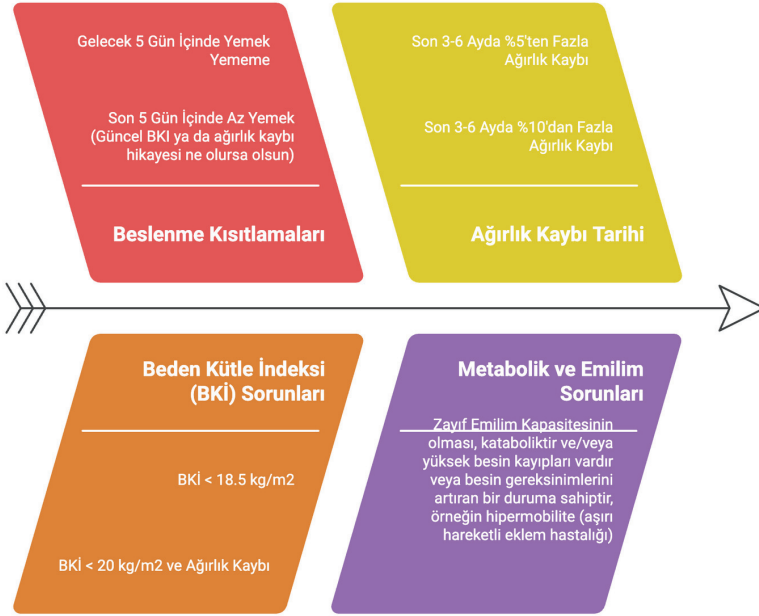 Gelecek 5 Gün İçinde Yemek
Yememe
Son 5 Gün İçinde Az Yemek
(Güncel BKI ya da ağırlık kaybı
hikayesi ne olursa olsun)
Beslenme Kısıtlamaları
Son 3-6 Ayda %5'ten Fazla
Ağırlık Kaybı
Son 3-6 Ayda %10'dan Fazla
Ağırlık Kaybı
Ağırlık Kaybı Tarihi
Beden Kütle İndeksi
(BKİ) Sorunları
BKİ < 18.5 kg/m2
BKİ < 20 kg/m2 ve Ağırlık Kaybı
Metabolik ve Emilim
Sorunları
Zayıf Emilim Kapasitesinin
olması, kataboliktir ve/veya
yüksek besin kayıpları vardır
veya besin gereksinimlerini
artıran bir duruma sahiptir,
örneğin hipermobilite (aşırı
hareketli eklem hastalığı)